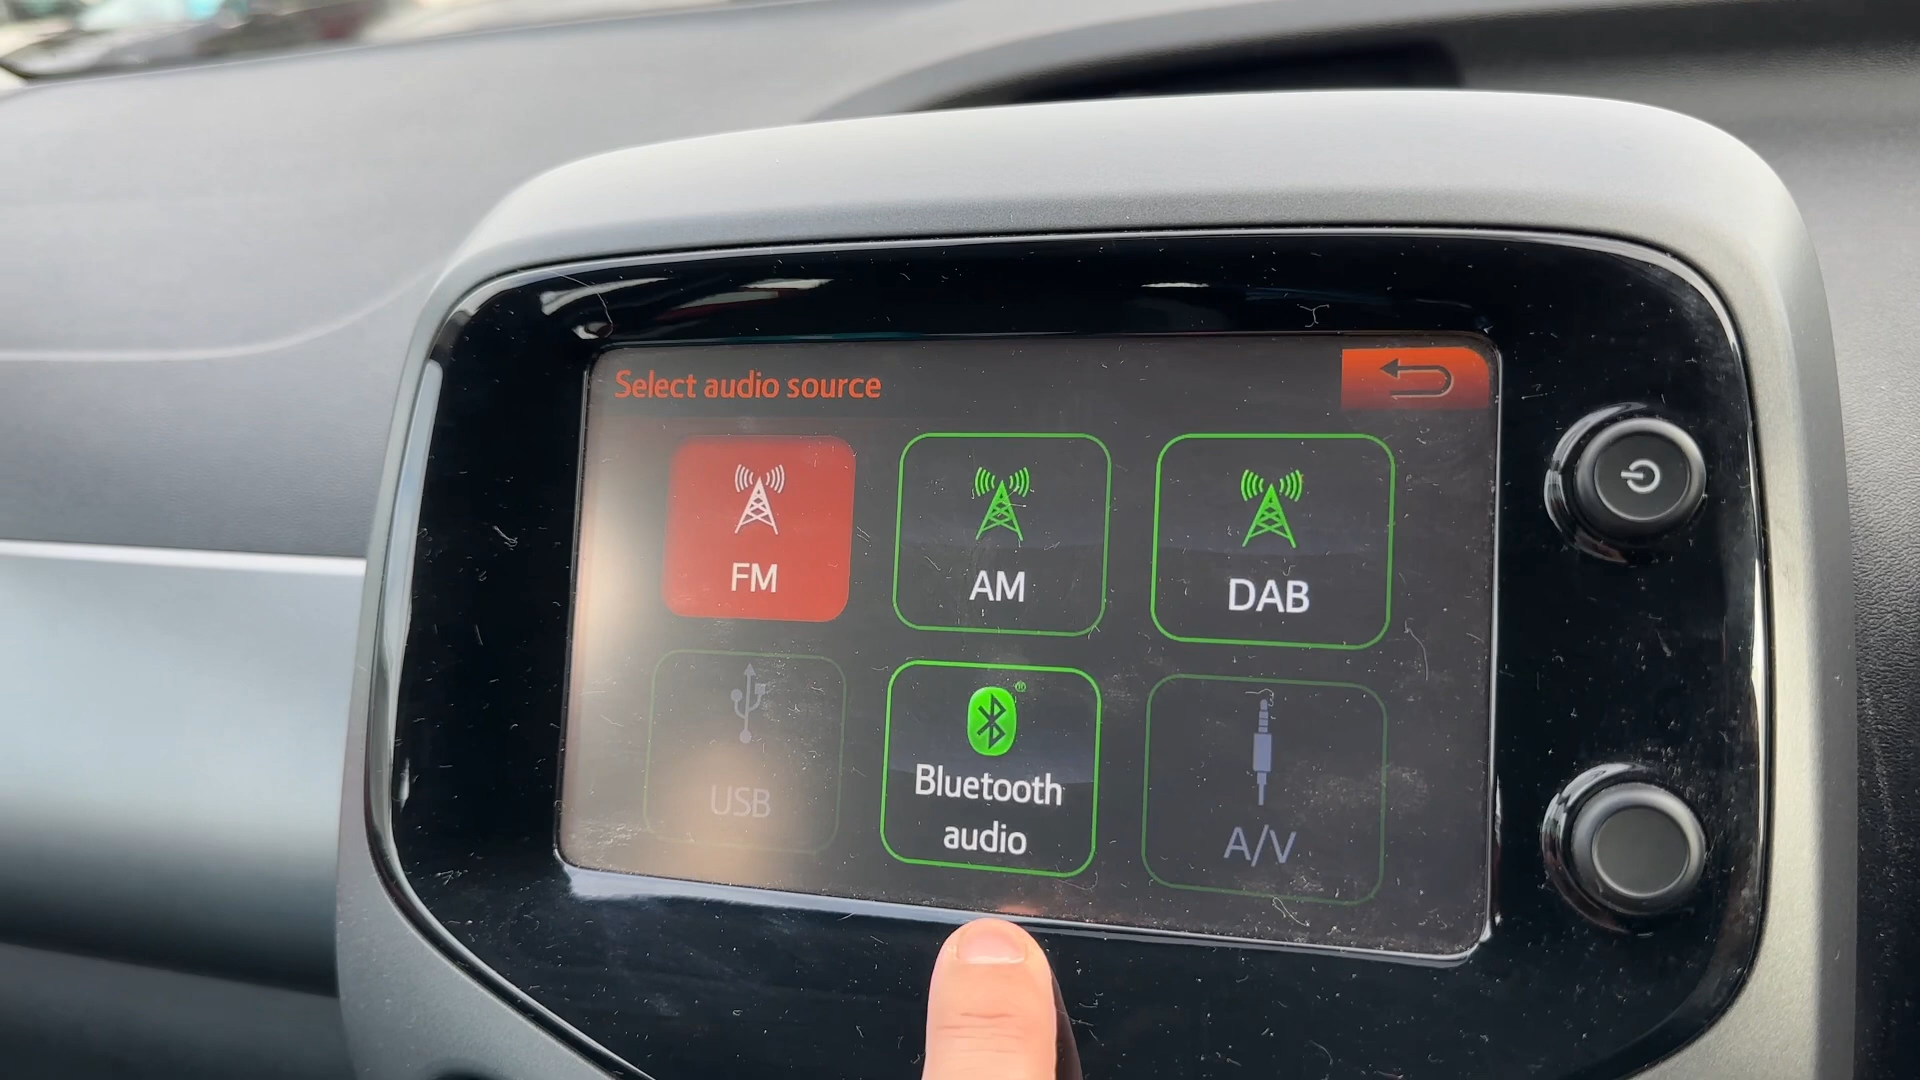 Select audio source
FM
AM
DAB
USB
Bluetooth
audio
A/V